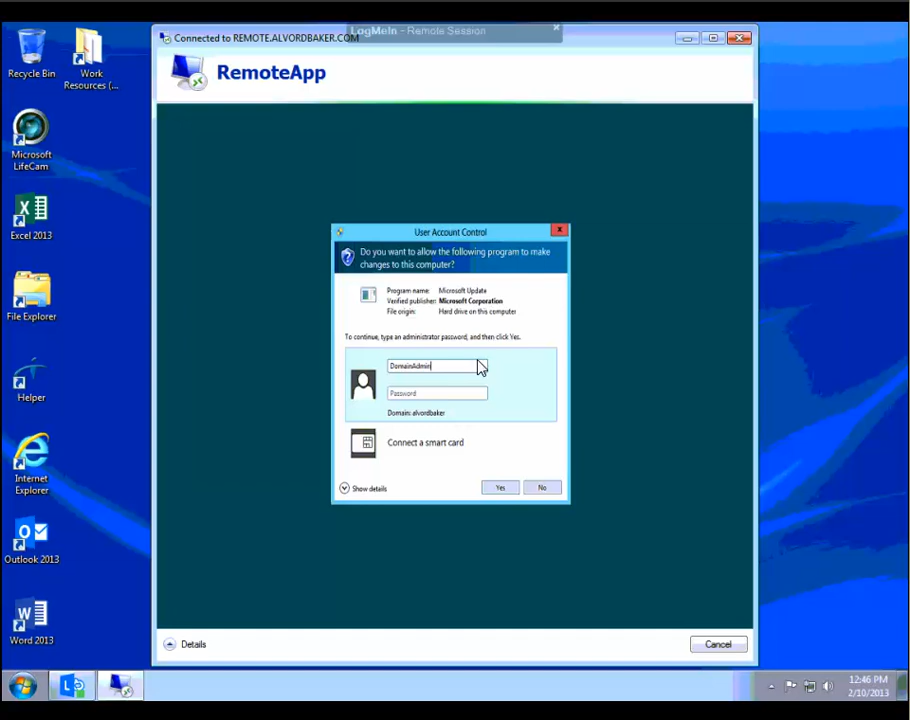 LogMeIn - Remote Session
Connected to REMOTE.ALVORDBAKER.COM
RemoteApp
Recycle Bin
Work
Resources (...
Microsoft
LifeCam
Excel 2013
File Explorer
Helper
Internet
Explorer
Outlook 2013
Word 2013
User Account Control
Do you want to allow the following program to make
changes to this computer?
Program name: Microsoft Update
Verified publisher: Microsoft Corporation
File origin: Hard drive on this computer
To continue, type an administrator password, and then click Yes.
DomainAdmin
Password
Domain: alvordbaker
Connect a smart card
Show details
Yes
No
Details
Cancel
12:46 PM
2/10/2013